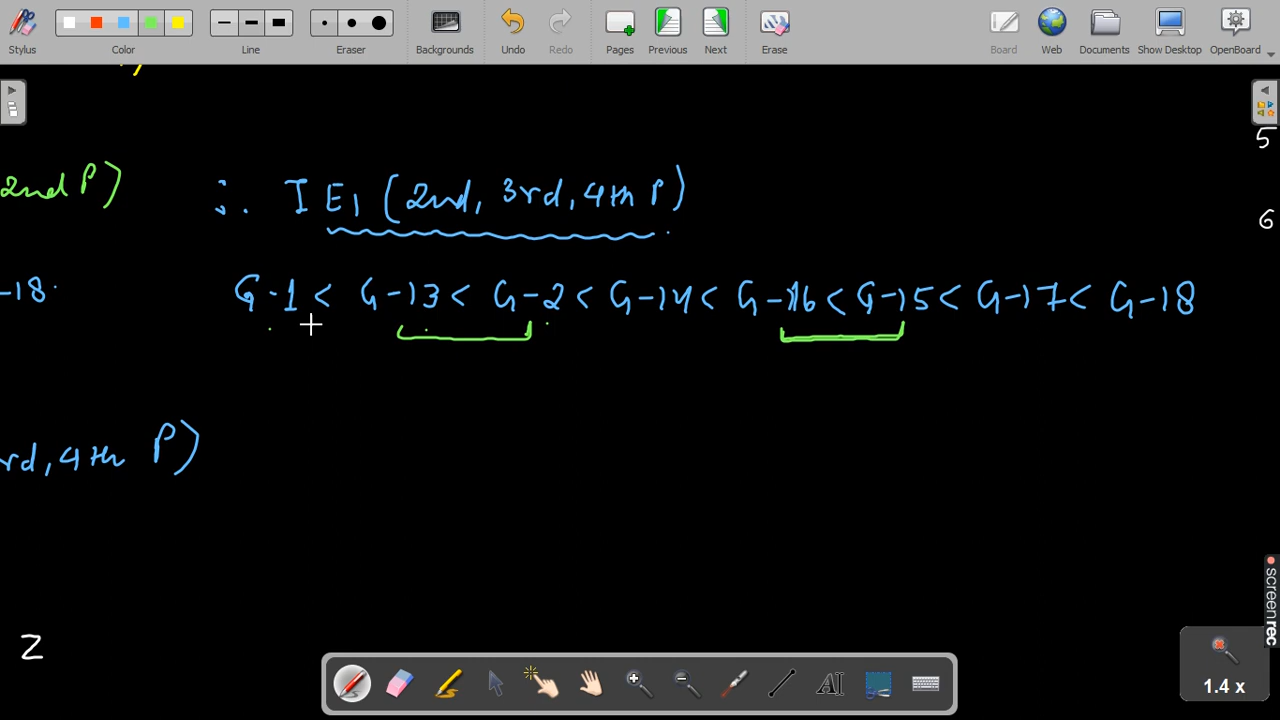 Stylus Color Line Eraser Backgrounds Undo Redo Pages Previous Next Erase Board Web Documents Show Desktop OpenBoard
5
2nd P) ∴ IE1 (2nd, 3rd, 4th P)
6
-18. G-1 < G-13 < G-2 < G-14 < G-16 < G-15 < G-17 < G-18
rd, 4th P)
screenrec
Z
AI
1.4 x